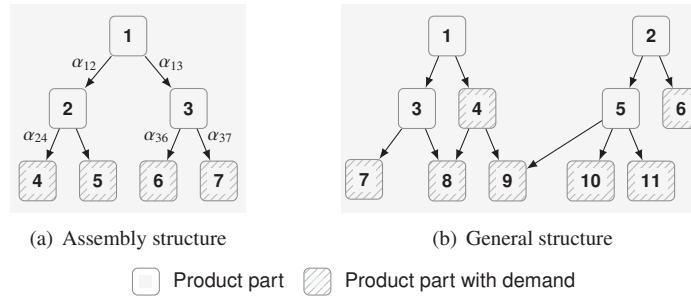 1
2
α12
α13
1
2
3
3
4
5
6
α24
α36
α37
4
5
6
7
7
8
9
10
11
(a) Assembly structure
(b) General structure
Product part
Product part with demand